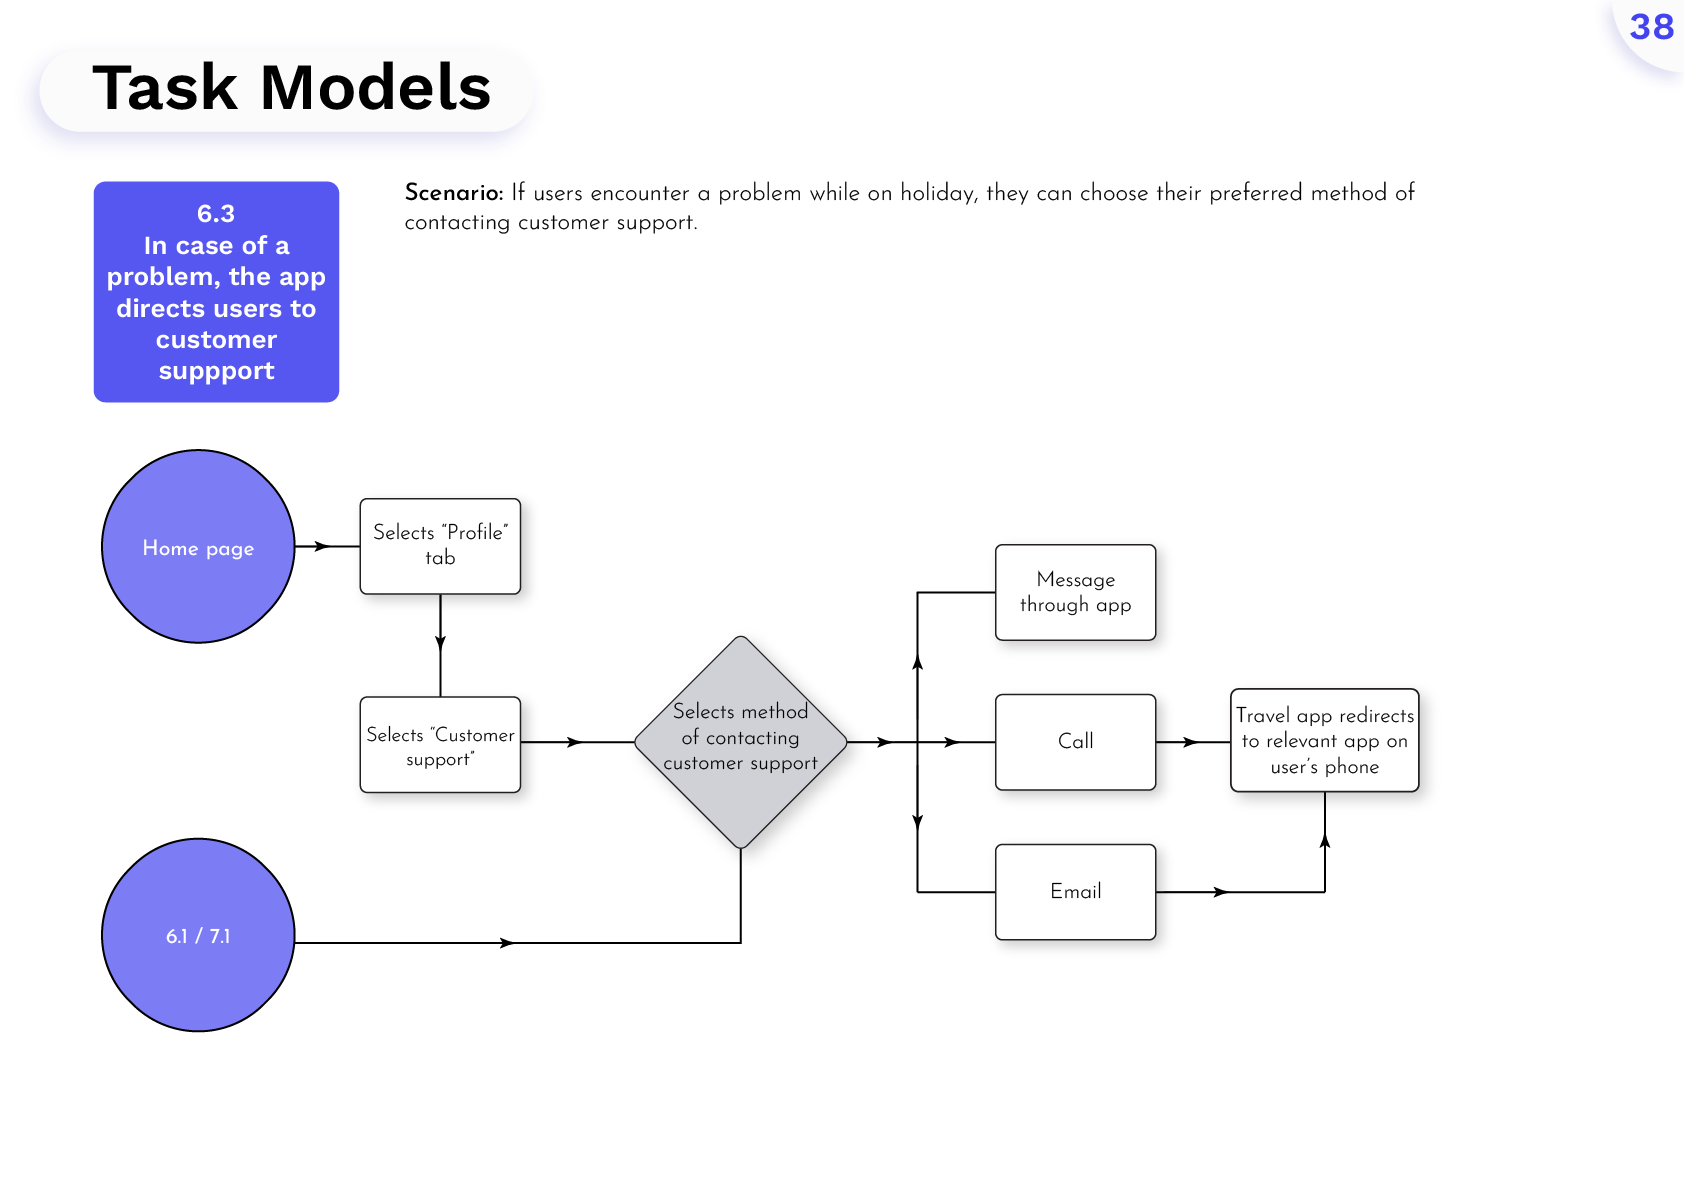 38
Task Models
6.3
In case of a
problem, the app
directs users to
customer
suppport
Scenario: If users encounter a problem while on holiday, they can choose their preferred method of
contacting customer support.
Home page
Selects “Profile”
tab
Selects “Customer
support”
Selects method
of contacting
customer support
Message
through app
Call
Travel app redirects
to relevant app on
user’s phone
Email
6.1 / 7.1